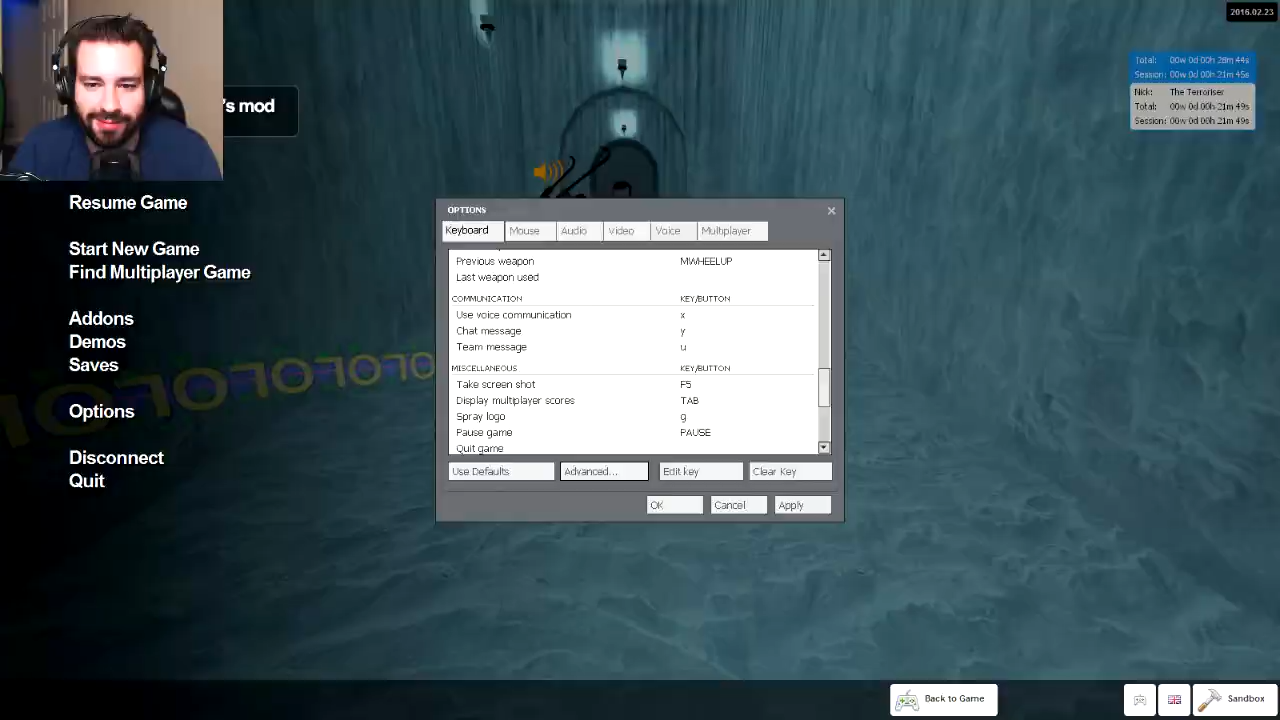 2016.02.23
Total: 00w 0d 00h 28m 44s
Session: 00w 0d 00h 21m 45s
Nick: The Terroriser
Total: 00w 0d 00h 21m 49s
Session: 00w 0d 00h 21m 49s
's mod
Resume Game
Start New Game
Find Multiplayer Game
Addons
Demos
Saves
Options
Disconnect
Quit
OPTIONS
Keyboard Mouse Audio Video Voice Multiplayer
Previous weapon MWHEELUP
Last weapon used
COMMUNICATION KEY/BUTTON
Use voice communication x
Chat message y
Team message u
MISCELLANEOUS KEY/BUTTON
Take screen shot F5
Display multiplayer scores TAB
Spray logo g
Pause game PAUSE
Quit game
Use Defaults Advanced... Edit key Clear Key
OK Cancel Apply
Back to Game
Sandbox